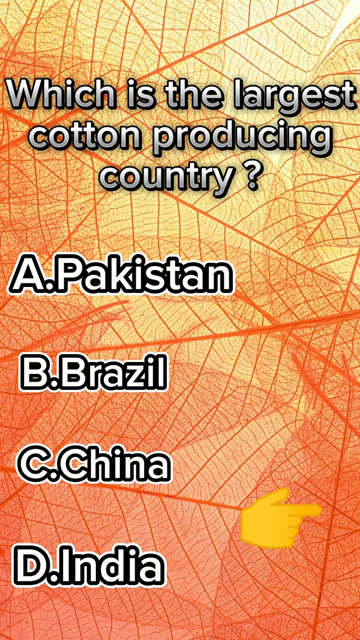 Which is the largest
cotton producing
country ?
A.Pakistan
B.Brazil
C.China
D.India